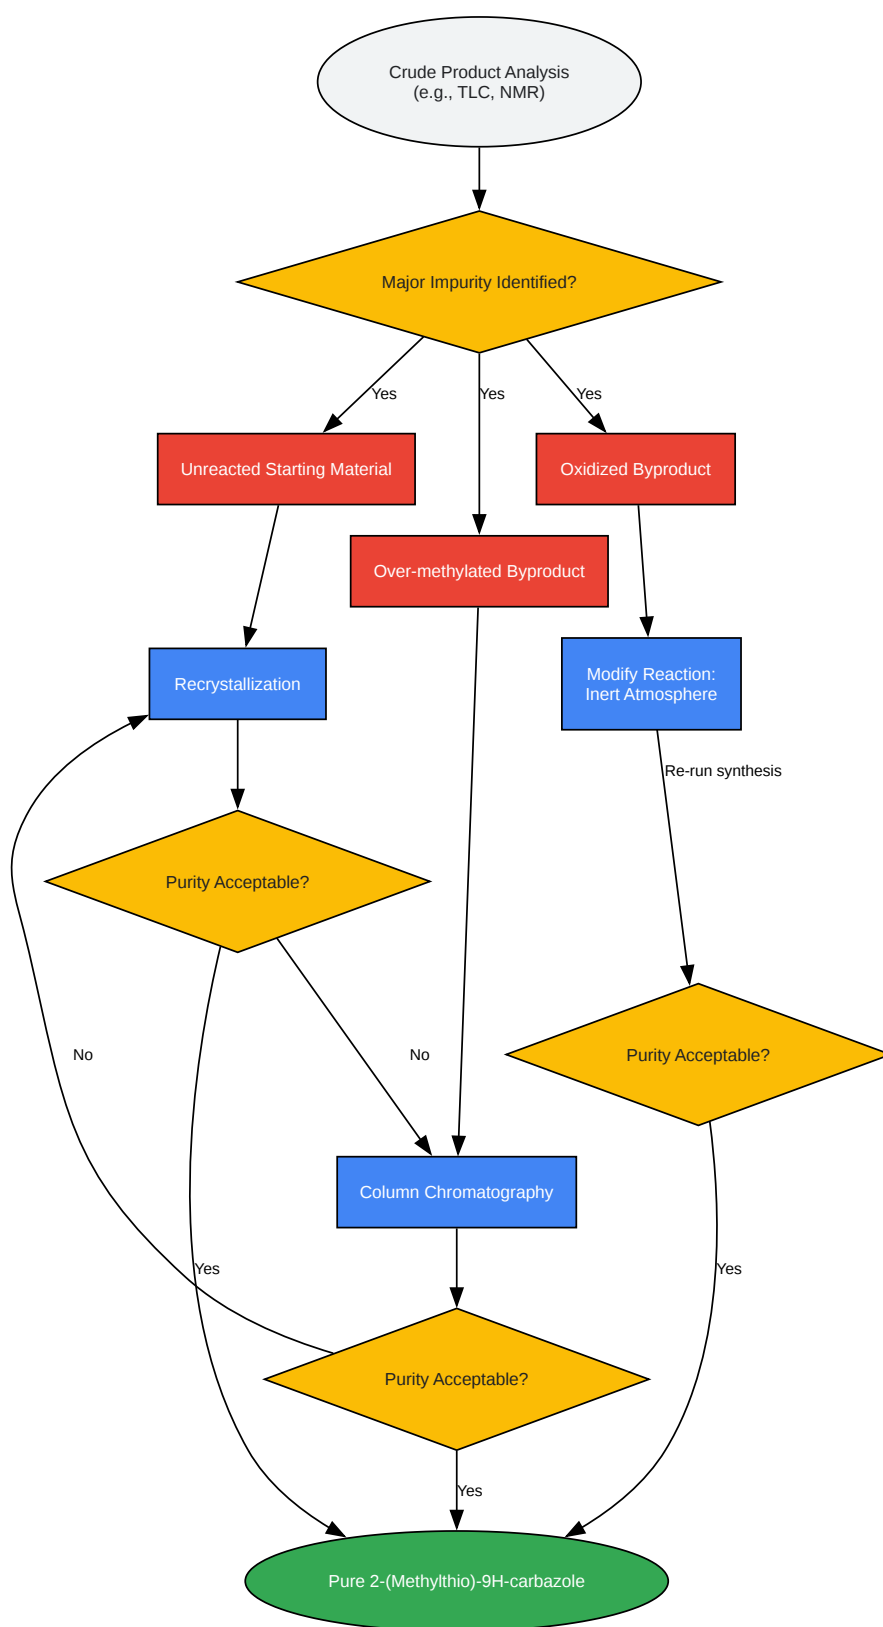 Crude Product Analysis
(e.g., TLC, NMR)
Major Impurity Identified?
Yes
Yes
Yes
Unreacted Starting Material
Oxidized Byproduct
Over-methylated Byproduct
Recrystallization
Modify Reaction:
Inert Atmosphere
Re-run synthesis
Purity Acceptable?
No
No
Purity Acceptable?
Column Chromatography
Yes
Yes
Purity Acceptable?
Yes
Pure 2-(Methylthio)-9H-carbazole